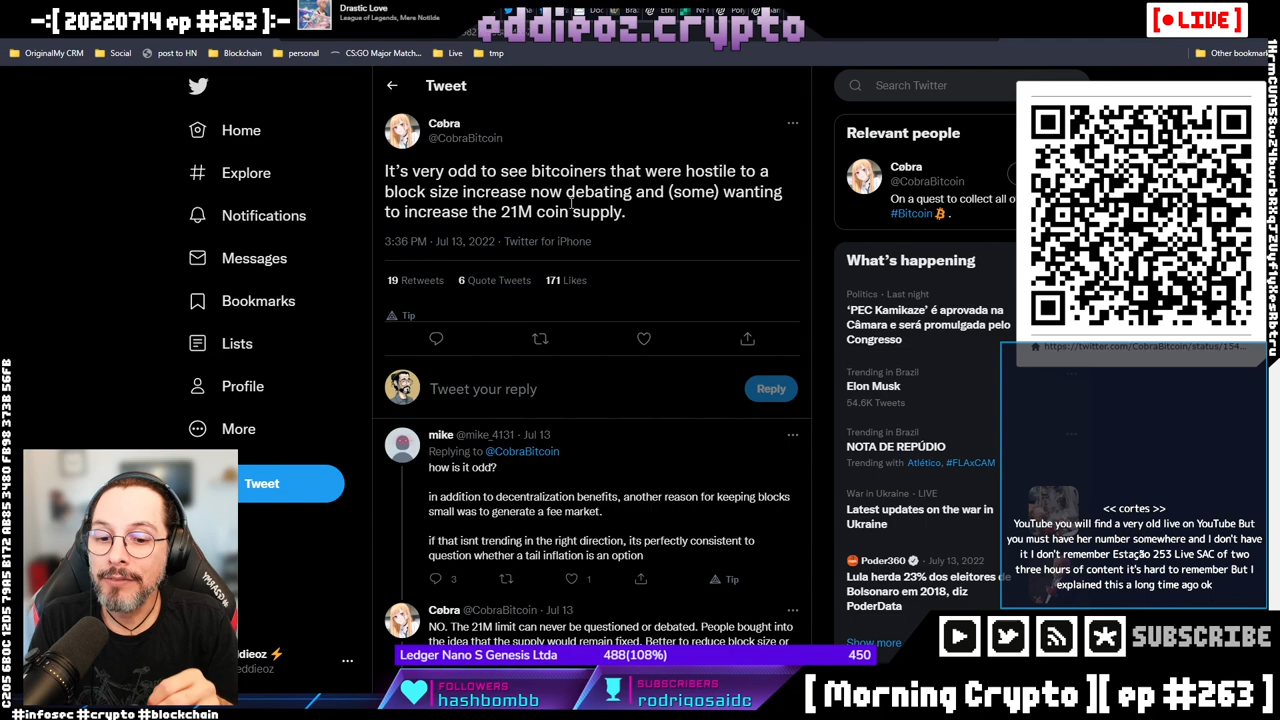 -:[ 20220714 ep #263 ]:-
Drastic Love
League of Legends, Mere Notilde
eddieoz.crypto
[ LIVE ]
OriginalMy CRM
Social
post to HN
Blockchain
personal
CS:GO Major Match...
Live
tmp
Other bookmar
Tweet
Search Twitter
Home
Explore
Notifications
Messages
Bookmarks
Lists
Profile
More
Tweet
Cøbra
@CobraBitcoin
It's very odd to see bitcoiners that were hostile to a
block size increase now debating and (some) wanting
to increase the 21M coin supply.
3:36 PM · Jul 13, 2022 · Twitter for iPhone
19 Retweets 6 Quote Tweets 171 Likes
Tip
Tweet your reply
Reply
mike @mike_4131 · Jul 13
Replying to @CobraBitcoin
how is it odd?
in addition to decentralization benefits, another reason for keeping blocks
small was to generate a fee market.
if that isnt trending in the right direction, its perfectly consistent to
question whether a tail inflation is an option
3
1
Tip
Cøbra @CobraBitcoin · Jul 13
NO. The 21M limit can never be questioned or debated. People bought into
the idea that the supply would remain fixed. Better to reduce block size or
Relevant people
Cøbra
@CobraBitcoin
On a quest to collect all o
#Bitcoin
What's happening
Politics · Last night
'PEC Kamikaze' é aprovada na
Câmara e será promulgada pelo
Congresso
Trending in Brazil
Elon Musk
54.6K Tweets
Trending in Brazil
NOTA DE REPÚDIO
Trending with Atlético, #FLAxCAM
War in Ukraine · LIVE
Latest updates on the war in
Ukraine
Poder360 · July 13, 2022
Lula herda 23% dos eleitores de
Bolsonaro em 2018, diz
PoderData
Show more
https://twitter.com/CobraBitcoin/status/154...
<< cortes >>
YouTube you will find a very old live on YouTube But
you must have her number somewhere and I don't have
it I don't remember Estação 253 Live SAC of two
three hours of content it's hard to remember But I
explained this a long time ago ok
SUBSCRIBE
Ledger Nano S Genesis Ltda 488(108%) 450
FOLLOWERS
hashbombb
SUBSCRIBERS
rodrigosaidc
[ Morning Crypto ][ ep #263 ]
ddieoz
eddieoz
#infosec #crypto #blockchain